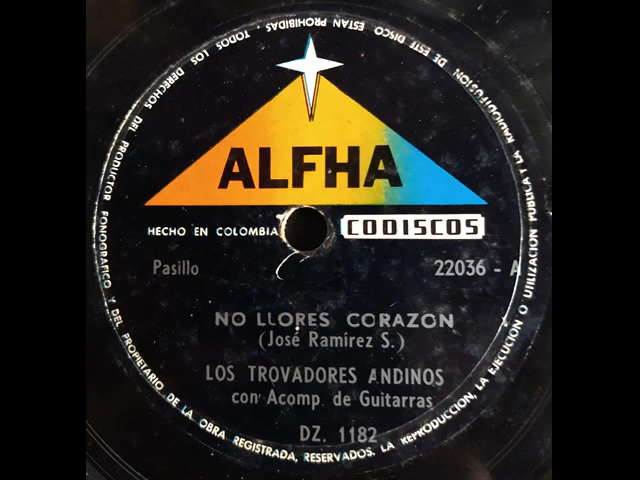 ALFHA
HECHO EN COLOMBIA
CODISCOS
Pasillo
22036 - A
NO LLORES CORAZON
(José Ramírez S.)
LOS TROVADORES ANDINOS
con Acomp. de Guitarras
DZ. 1182
TODOS LOS DERECHOS DEL PRODUCTOR FONOGRAFICO Y DEL PROPIETARIO DE LA OBRA REGISTRADA, RESERVADOS. LA REPRODUCCION, LA EJECUCION O UTILIZACION PUBLICA Y LA RADIODIFUSION DE ESTE DISCO ESTAN PROHIBIDAS